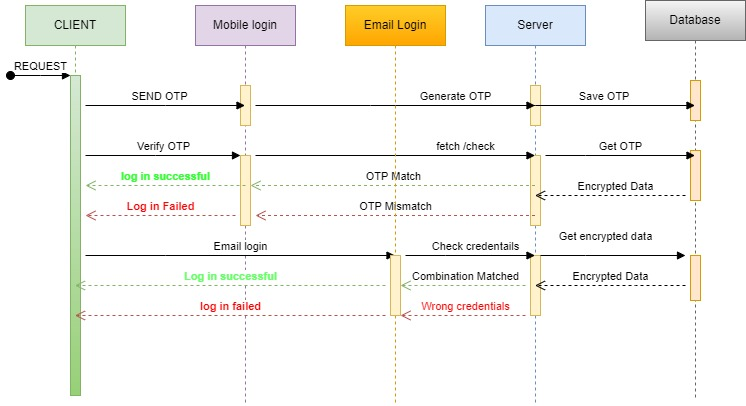 CLIENT
Mobile login
Email Login
Server
Database
REQUEST
SEND OTP
Generate OTP
Save OTP
Verify OTP
fetch /check
Get OTP
log in successful
OTP Match
Encrypted Data
Log in Failed
OTP Mismatch
Email login
Check credentails
Get encrypted data
Log in successful
Combination Matched
Encrypted Data
log in failed
Wrong credentials